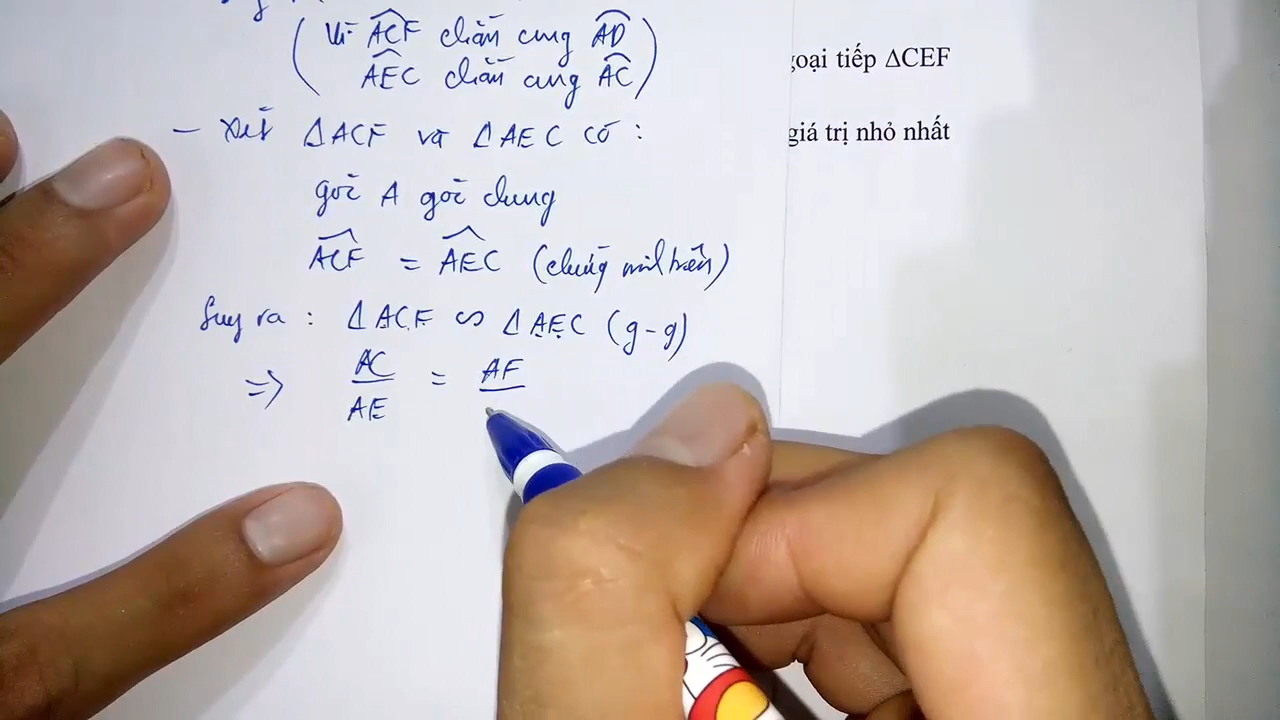 ( Vì ACF chắn cung AD
AEC chắn cung AC )
goại tiếp ΔCEF
giá trị nhỏ nhất
- Xét ΔACF và ΔAEC có :
góc A góc chung
ACF = AEC (chứng minh trên)
Suy ra : ΔACF ∽ ΔAEC (g-g)
=> AC/AE = AF